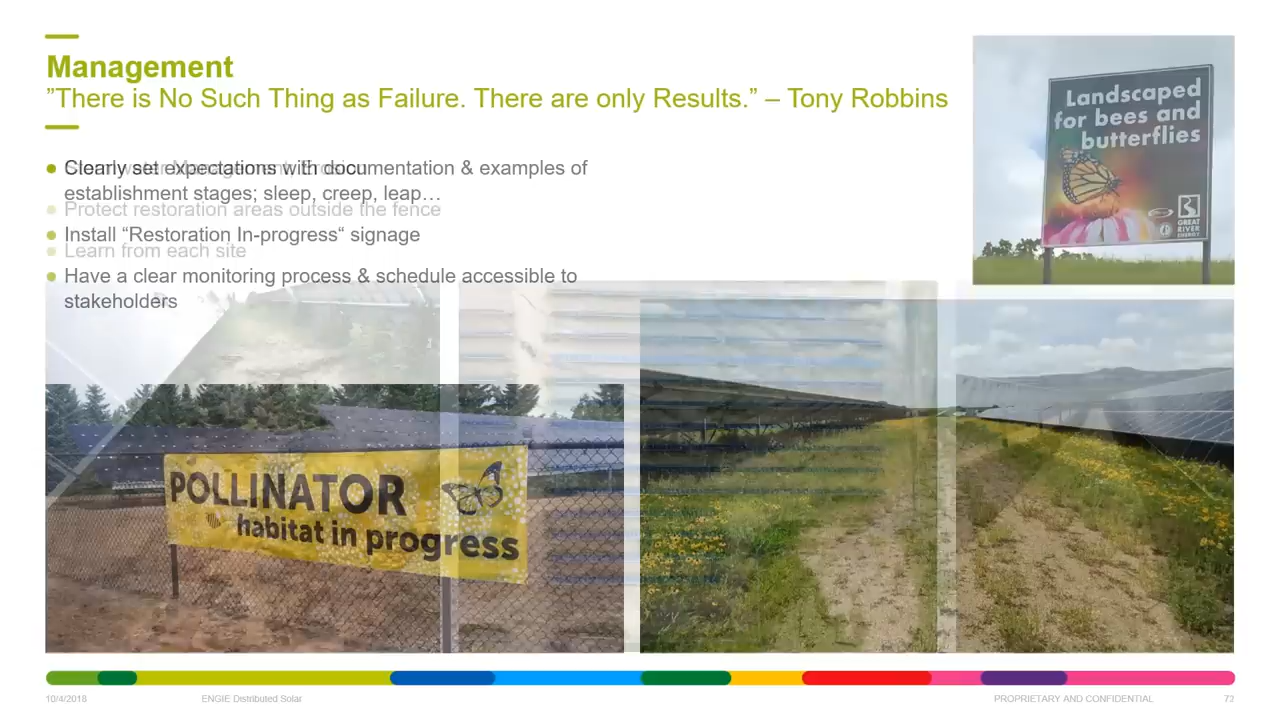 Management
”There is No Such Thing as Failure. There are only Results.” – Tony Robbins
Landscaped
for bees and
butterflies
GREAT
RIVER
ENERGY
Clearly set expectations with documentation & examples of
establishment stages; sleep, creep, leap…
Protect restoration areas outside the fence
Install “Restoration In-progress“ signage
Learn from each site
Have a clear monitoring process & schedule accessible to
stakeholders
POLLINATOR
habitat in progress
10/4/2018
ENGIE Distributed Solar
PROPRIETARY AND CONFIDENTIAL